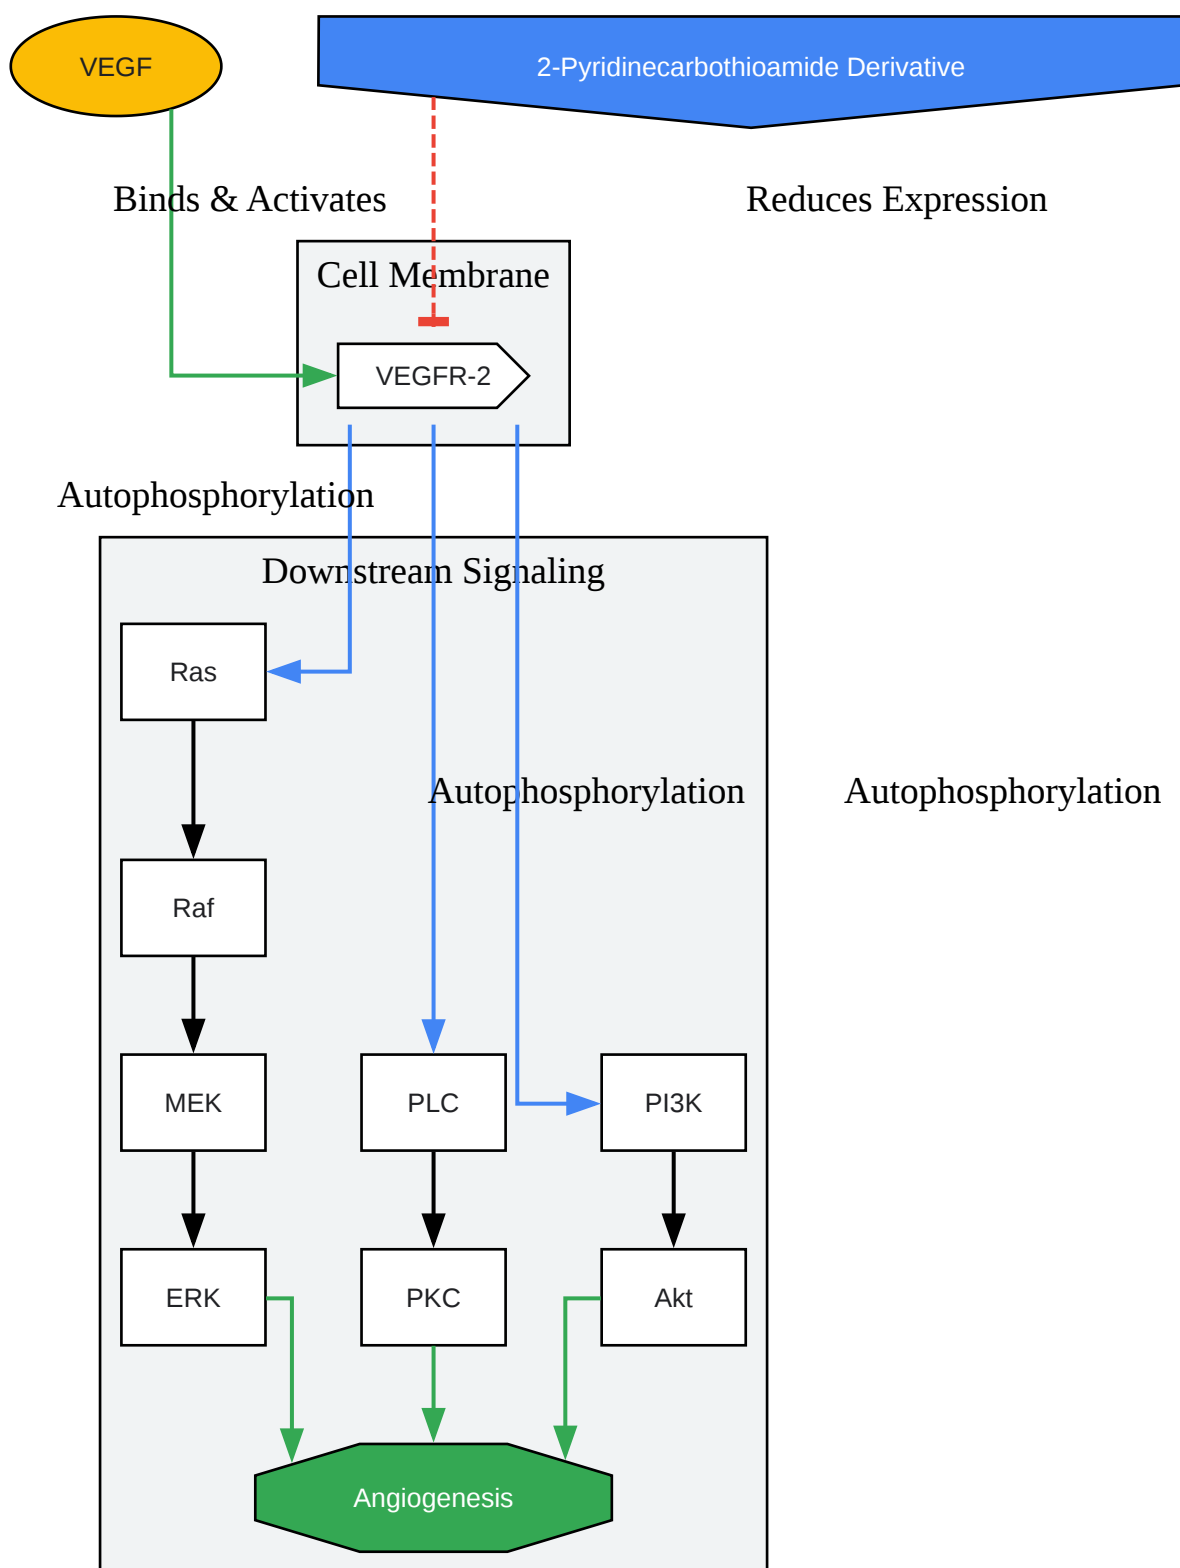 VEGF
2-Pyridinecarbothioamide Derivative
Binds & Activates
Reduces Expression
Cell Membrane
VEGFR-2
Autophosphorylation
Downstream Signaling
Ras
Autophosphorylation
Autophosphorylation
Raf
MEK
PLC
PI3K
ERK
PKC
Akt
Angiogenesis